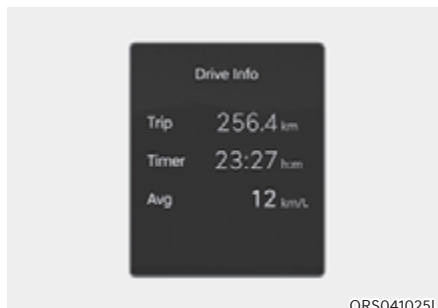 Drive Info
Trip 256.4 km
Timer 23:27 h:m
Avg 12 km/L
ORS041025L